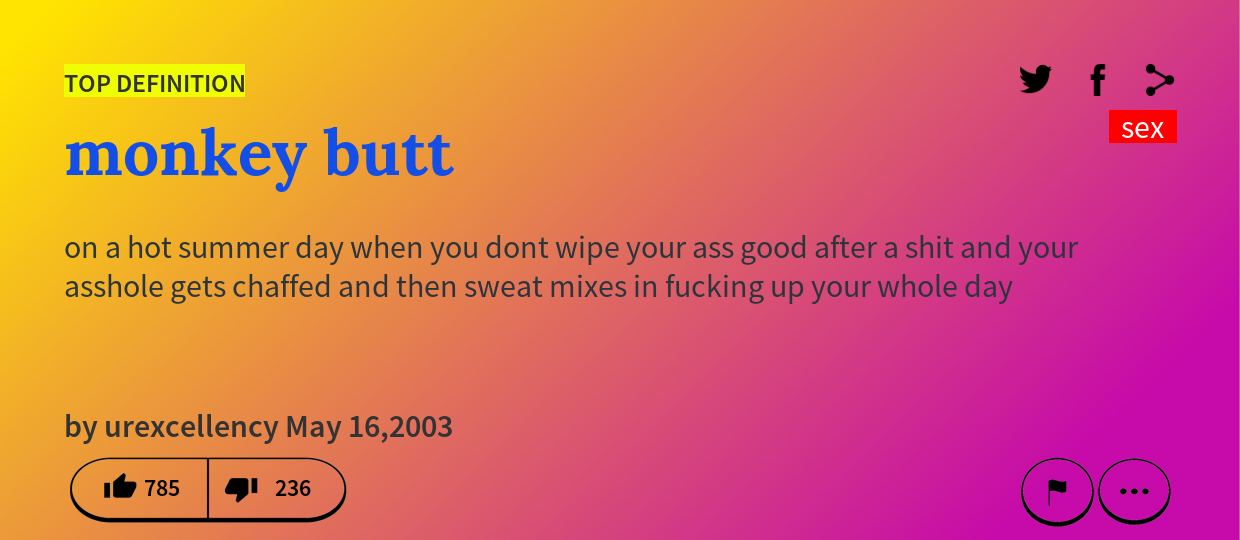 TOP DEFINITION
sex
monkey butt
on a hot summer day when you dont wipe your ass good after a shit and your
asshole gets chaffed and then sweat mixes in fucking up your whole day
by urexcellency May 16,2003
785
236